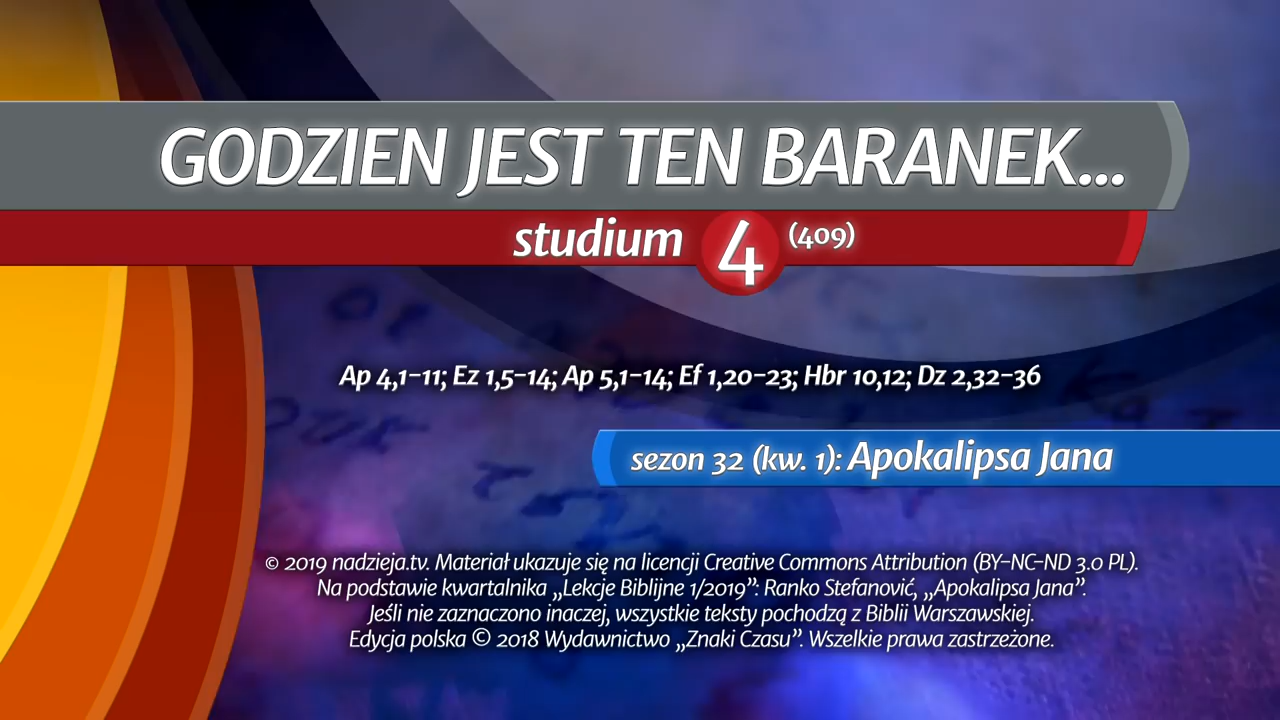 GODZIEN JEST TEN BARANEK...
studium 4 (409)
Ap 4,1-11; Ez 1,5-14; Ap 5,1-14; Ef 1,20-23; Hbr 10,12; Dz 2,32-36
sezon 32 (kw. 1): Apokalipsa Jana
© 2019 nadzieja.tv. Materiał ukazuje się na licencji Creative Commons Attribution (BY-NC-ND 3.0 PL).
Na podstawie kwartalnika „Lekcje Biblijne 1/2019”: Ranko Stefanović, „Apokalipsa Jana”.
Jeśli nie zaznaczono inaczej, wszystkie teksty pochodzą z Biblii Warszawskiej.
Edycja polska © 2018 Wydawnictwo „Znaki Czasu”. Wszelkie prawa zastrzeżone.